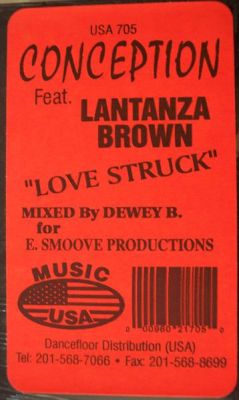 USA 705
CONCEPTION
Feat. LANTANZA
BROWN
"LOVE STRUCK"
MIXED By DEWEY B.
for
E. SMOOVE PRODUCTIONS
MUSIC
USA
0 00960 21705 0
Dancefloor Distribution (USA)
Tel: 201-568-7066 • Fax: 201-568-8699